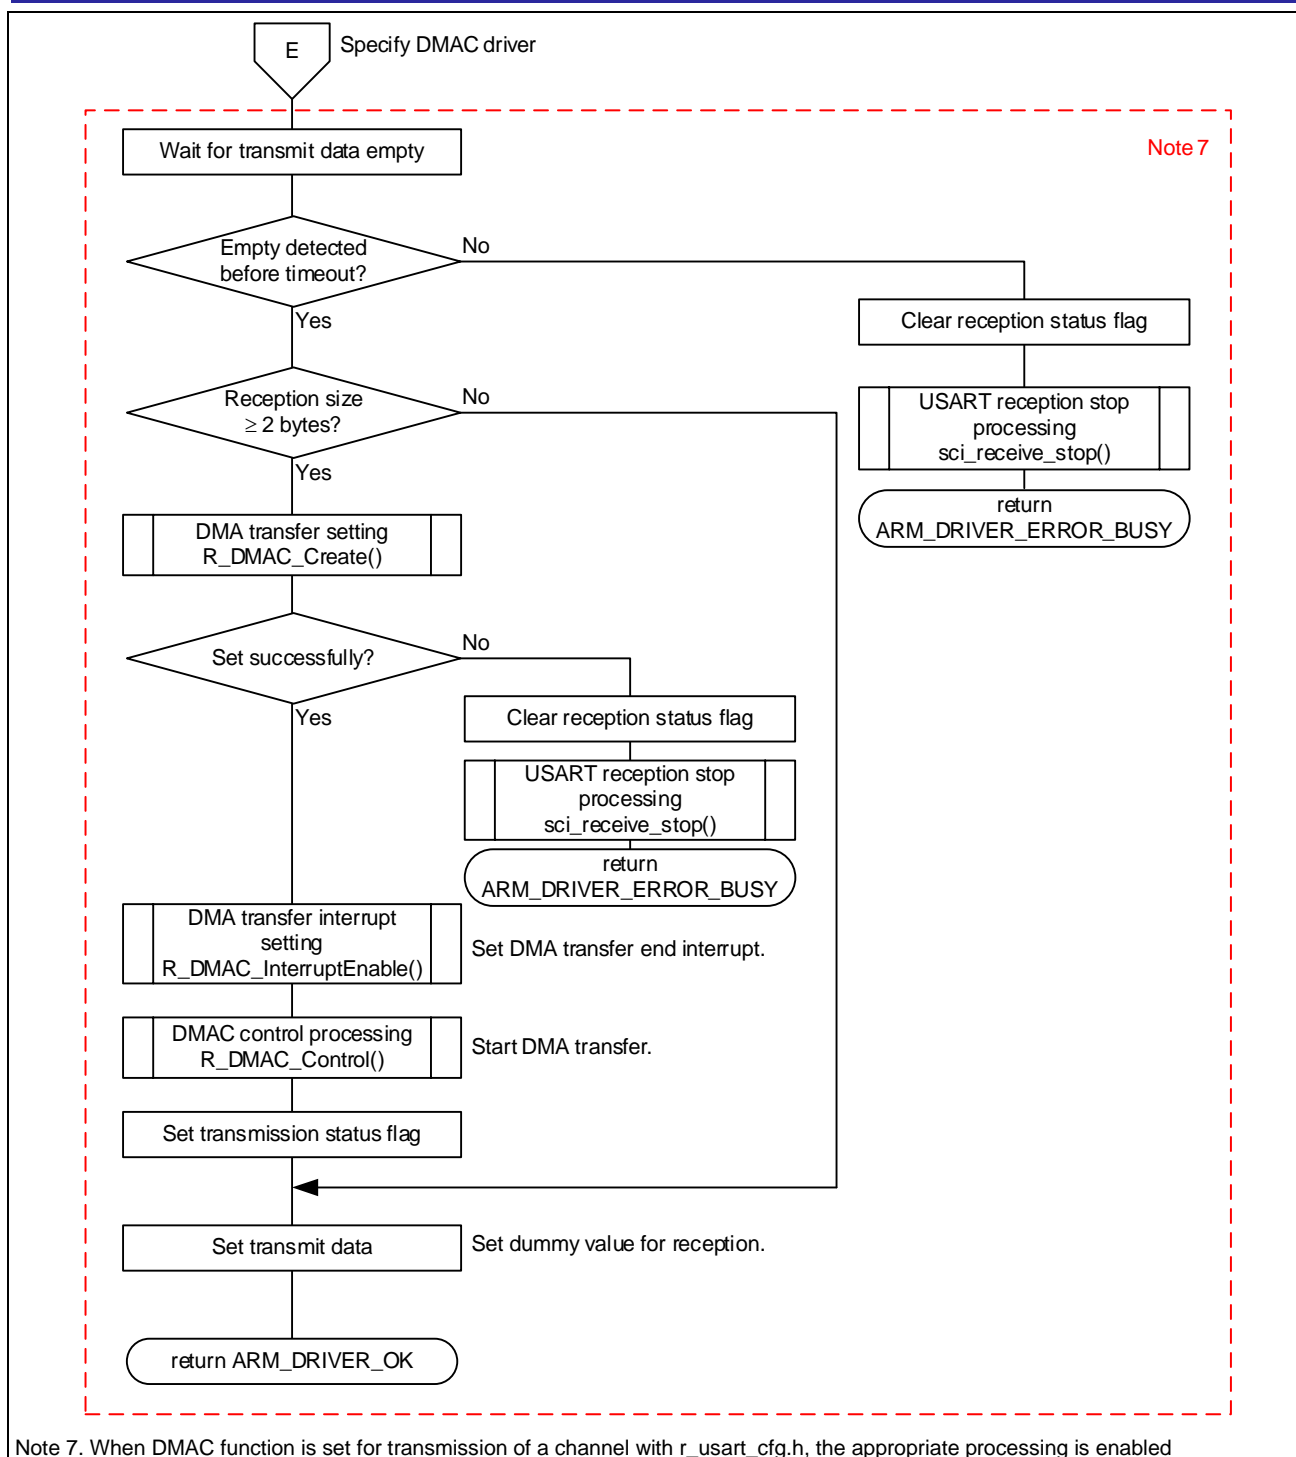 E
Specify DMAC driver
Note 7
Wait for transmit data empty
Empty detected
before timeout?
No
Yes
Clear reception status flag
USART reception stop
processing
sci_receive_stop()
return
ARM_DRIVER_ERROR_BUSY
Reception size
≥ 2 bytes?
No
Yes
DMA transfer setting
R_DMAC_Create()
Set successfully?
No
Yes
Clear reception status flag
USART reception stop
processing
sci_receive_stop()
return
ARM_DRIVER_ERROR_BUSY
DMA transfer interrupt
setting
R_DMAC_InterruptEnable()
Set DMA transfer end interrupt.
DMAC control processing
R_DMAC_Control()
Start DMA transfer.
Set transmission status flag
Set transmit data
Set dummy value for reception.
return ARM_DRIVER_OK
Note 7. When DMAC function is set for transmission of a channel with r_usart_cfg.h, the appropriate processing is enabled